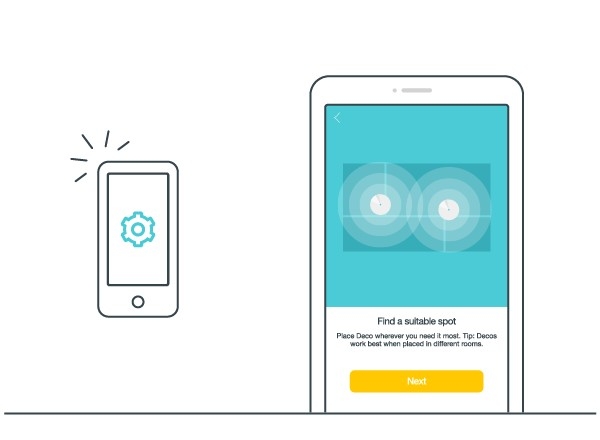 Find a suitable spot
Place Deco wherever you need it most. Tip: Decos
work best when placed in different rooms.
Next